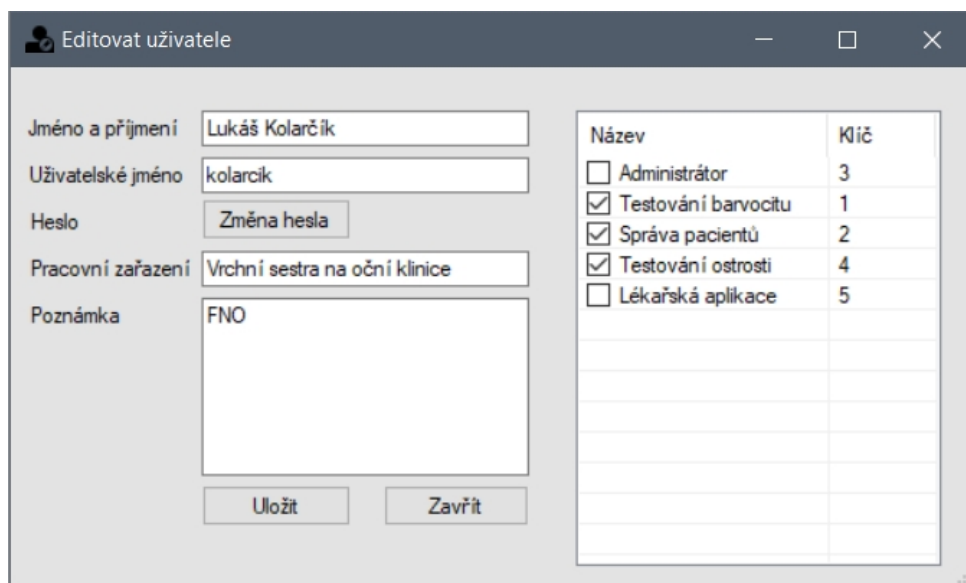 Editovat uživatele
Jméno a příjmení Lukáš Kolarčík
Uživatelské jméno kolarcik
Heslo Změna hesla
Pracovní zařazení Vrchní sestra na oční klinice
Poznámka FNO
Uložit Zavřít
Název Klíč
Administrátor 3
Testování barvocitu 1
Správa pacientů 2
Testování ostrosti 4
Lékařská aplikace 5